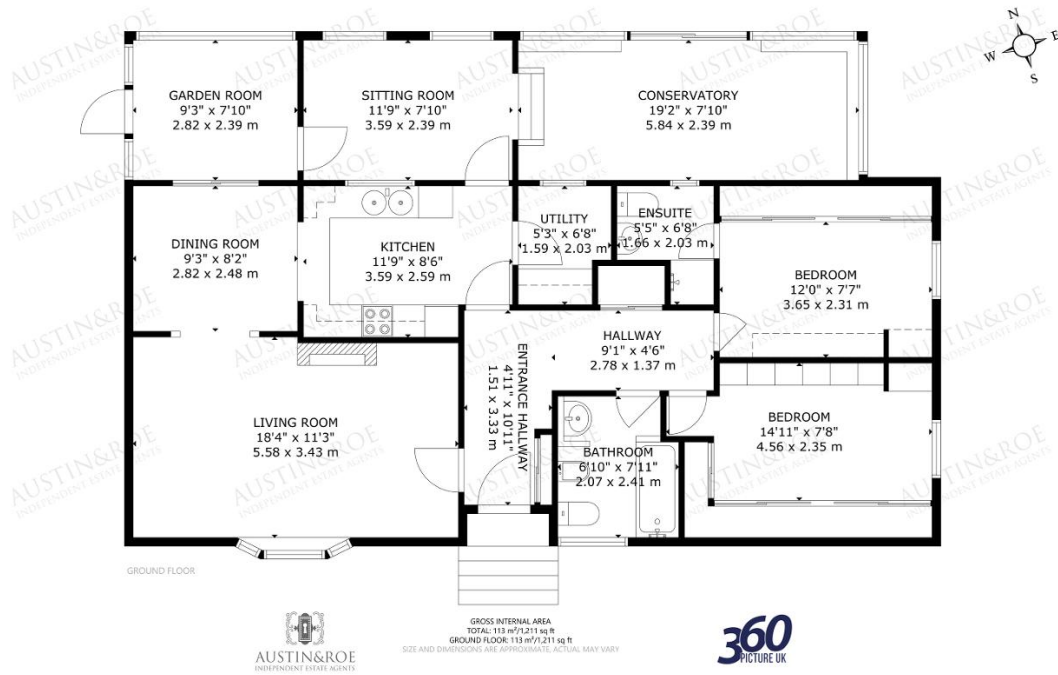 N
W
E
S
GARDEN ROOM
9'3" x 7'10"
2.82 x 2.39 m
SITTING ROOM
11'9" x 7'10"
3.59 x 2.39 m
CONSERVATORY
19'2" x 7'10"
5.84 x 2.39 m
DINING ROOM
9'3" x 8'2"
2.82 x 2.48 m
KITCHEN
11'9" x 8'6"
3.59 x 2.59 m
UTILITY
5'3" x 6'8"
1.59 x 2.03 m
ENSUITE
5'5" x 6'8"
1.66 x 2.03 m
BEDROOM
12'0" x 7'7"
3.65 x 2.31 m
HALLWAY
9'1" x 4'6"
2.78 x 1.37 m
ENTRANCE HALLWAY
4'11" x 10'11"
1.51 x 3.33 m
LIVING ROOM
18'4" x 11'3"
5.58 x 3.43 m
BATHROOM
6'10" x 7'11"
2.07 x 2.41 m
BEDROOM
14'11" x 7'8"
4.56 x 2.35 m
GROUND FLOOR
AUSTIN&ROE
INDEPENDENT ESTATE AGENTS
GROSS INTERNAL AREA
TOTAL: 113 m²/1,211 sq ft
GROUND FLOOR: 113 m²/1,211 sq ft
SIZE AND DIMENSIONS ARE APPROXIMATE, ACTUAL MAY VARY
360
PICTURE UK